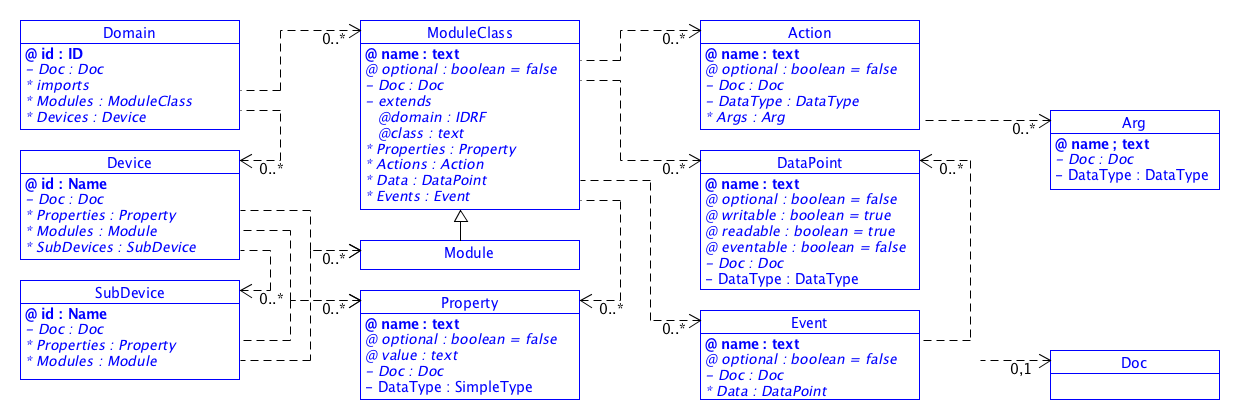 Domain
@ id : ID
– Doc : Doc
* imports
* Modules : ModuleClass
* Devices : Device
0..*
0..*
Device
@ id : Name
– Doc : Doc
* Properties : Property
* Modules : Module
* SubDevices : SubDevice
0..*
0..*
SubDevice
@ id : Name
– Doc : Doc
* Properties : Property
* Modules : Module
0..*
ModuleClass
@ name : text
@ optional : boolean = false
– Doc : Doc
– extends
@domain : IDRF
@class : text
* Properties : Property
* Actions : Action
* Data : DataPoint
* Events : Event
Module
Property
@ name : text
@ optional : boolean = false
@ value : text
– Doc : Doc
– DataType : SimpleType
0..*
0..*
0..*
0..*
Action
@ name : text
@ optional : boolean = false
– Doc : Doc
– DataType : DataType
* Args : Arg
0..*
DataPoint
@ name : text
@ optional : boolean = false
@ writable : boolean = true
@ readable : boolean = true
@ eventable : boolean = false
– Doc : Doc
– DataType : DataType
0..*
Event
@ name : text
@ optional : boolean = false
– Doc : Doc
* Data : DataPoint
Arg
@ name ; text
– Doc : Doc
– DataType : DataType
0,1
Doc